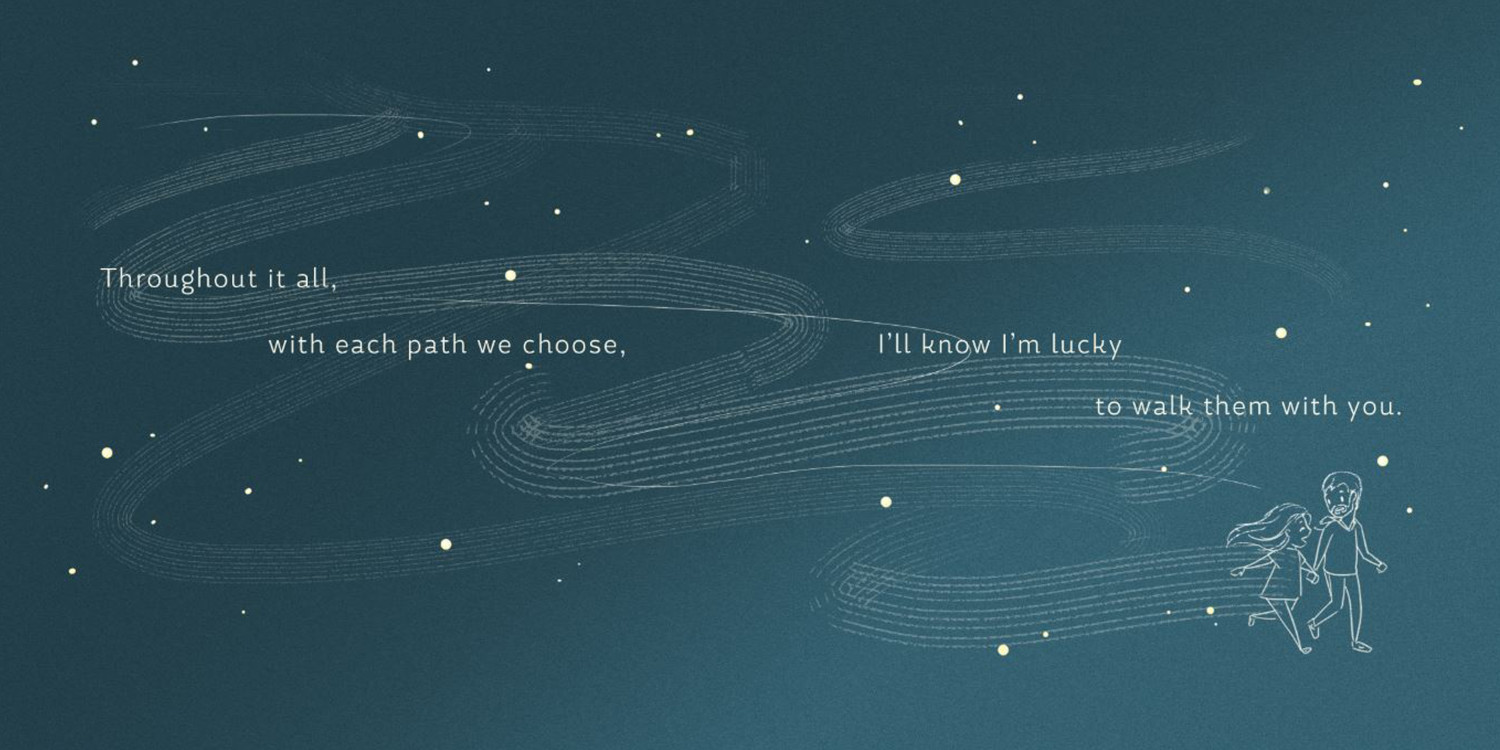 Throughout it all,
with each path we choose,
I'll know I'm lucky
to walk them with you.